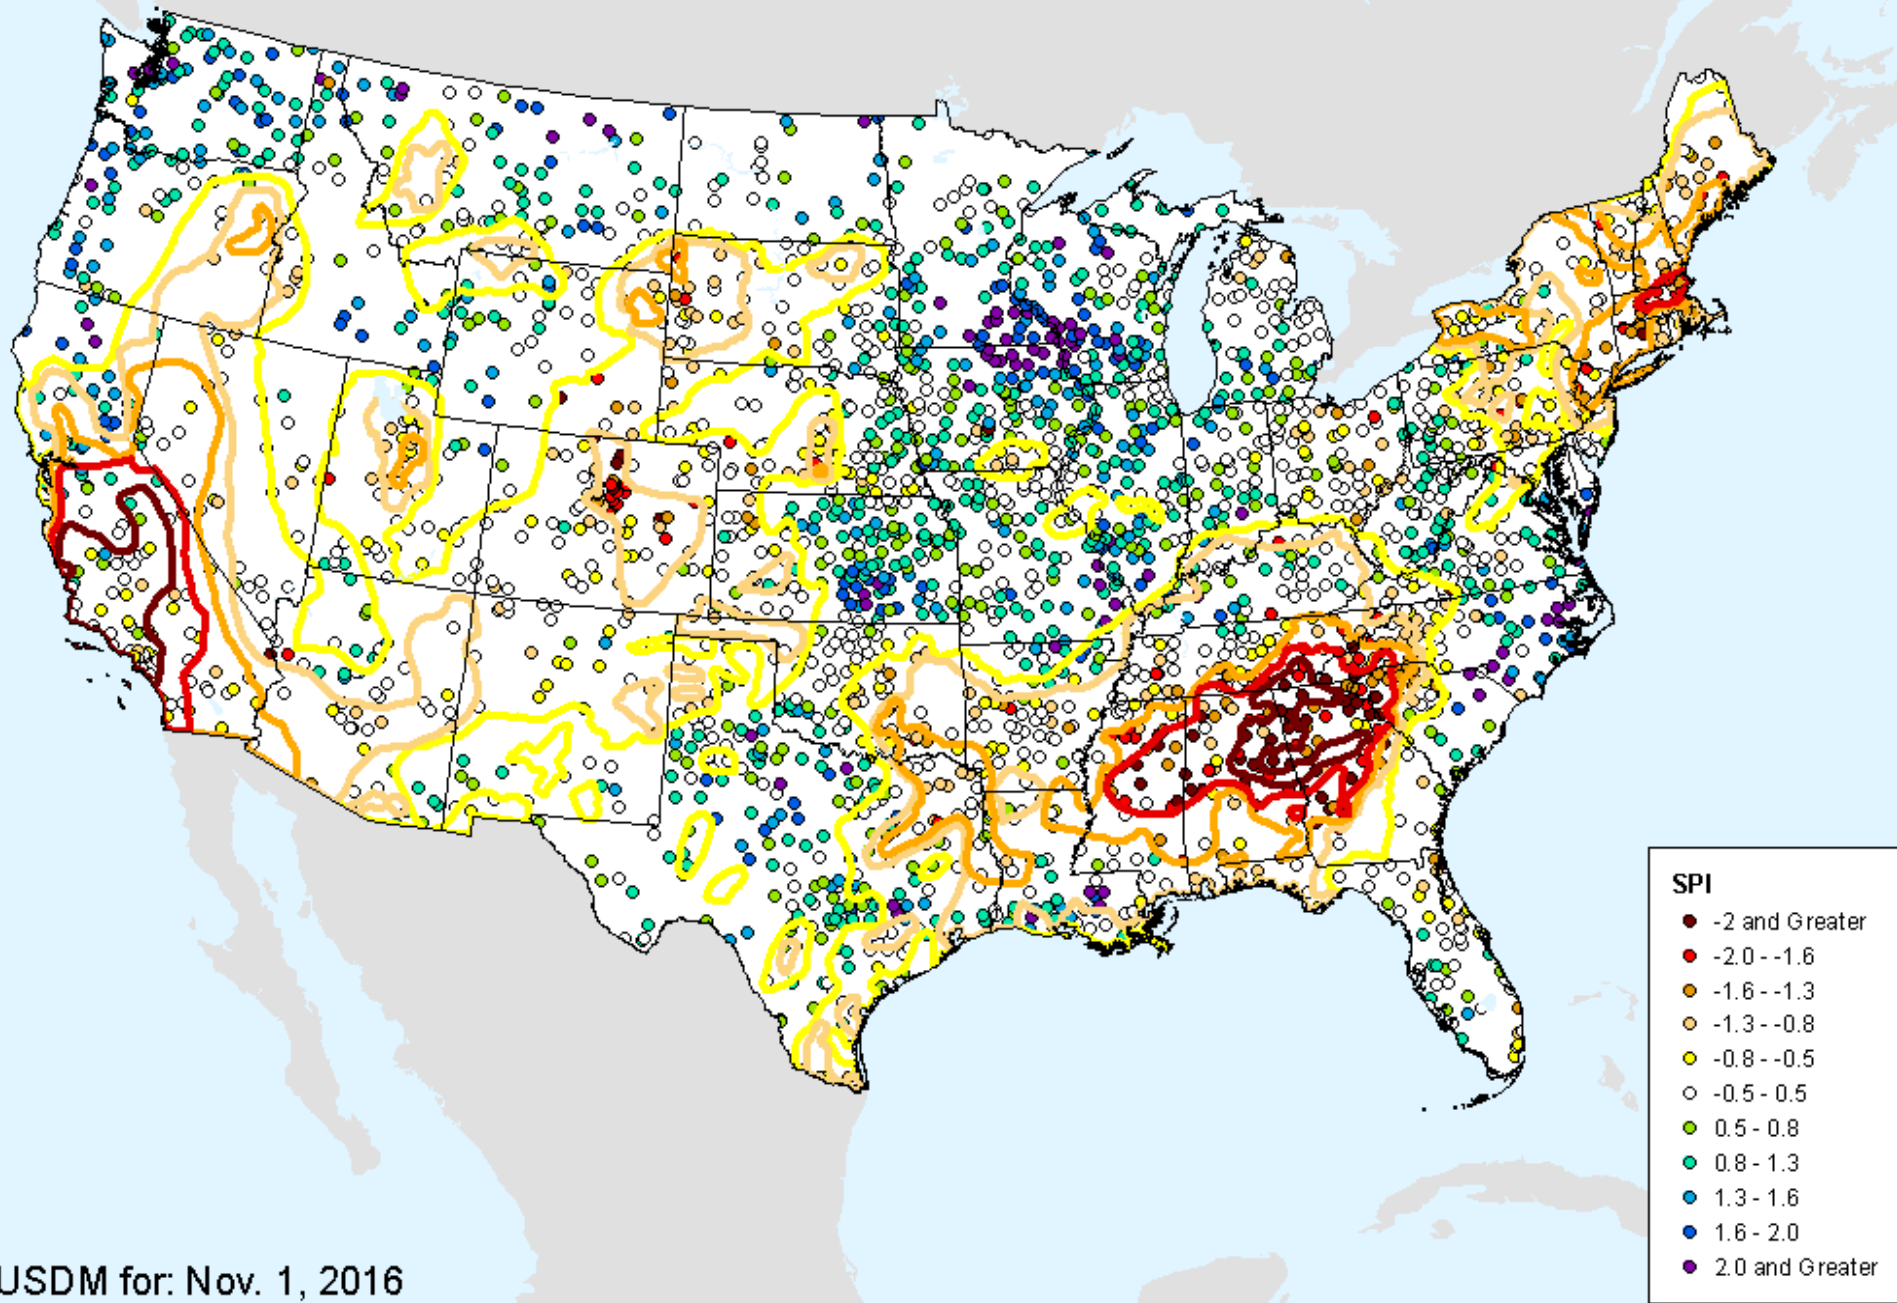 SPI
-2 and Greater
-2.0 - -1.6
-1.6 - -1.3
-1.3 - -0.8
-0.8 - -0.5
-0.5 - 0.5
0.5 - 0.8
0.8 - 1.3
1.3 - 1.6
1.6 - 2.0
2.0 and Greater
USDM for: Nov. 1, 2016